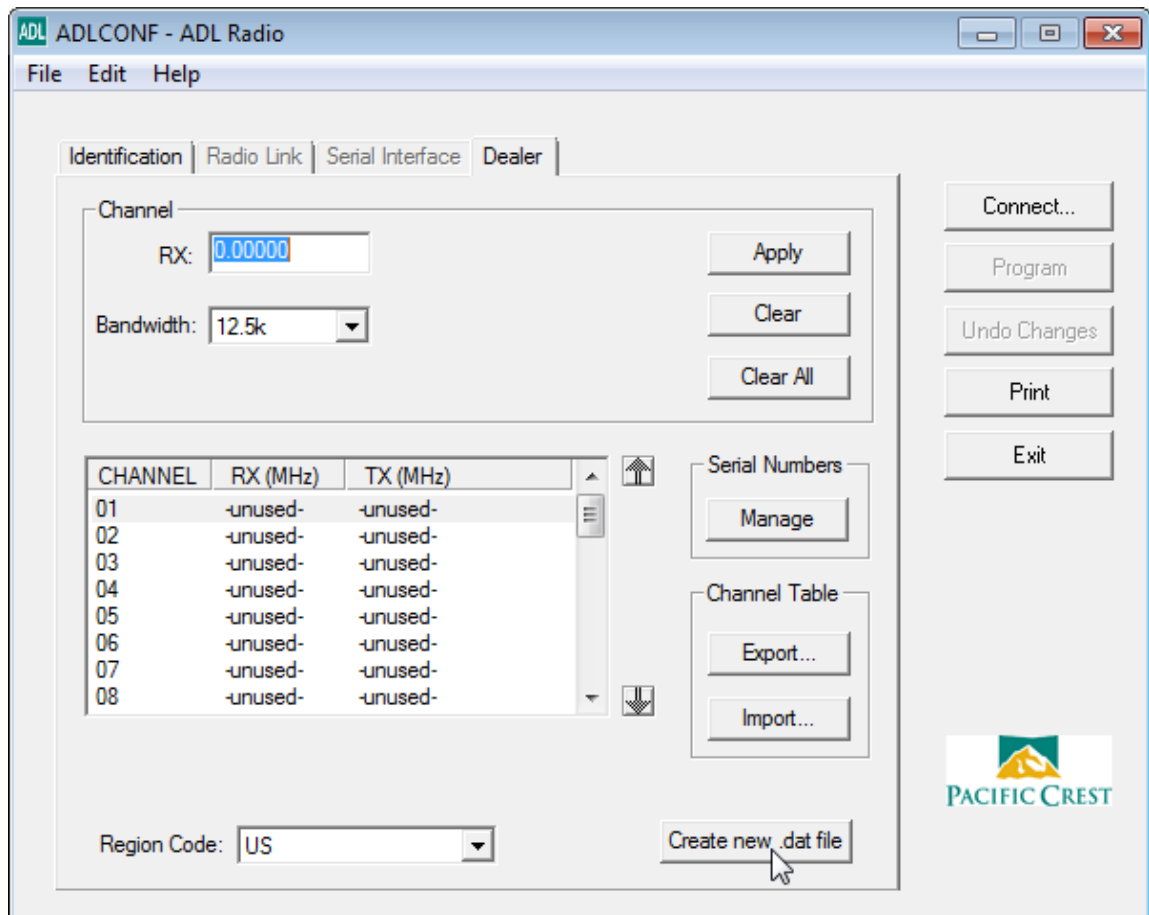 ADL ADLCONF - ADL Radio
File Edit Help
Identification Radio Link Serial Interface Dealer
Channel
RX: 0.00000
Bandwidth: 12.5k
Apply
Clear
Clear All
CHANNEL RX (MHz) TX (MHz)
01 -unused- -unused-
02 -unused- -unused-
03 -unused- -unused-
04 -unused- -unused-
05 -unused- -unused-
06 -unused- -unused-
07 -unused- -unused-
08 -unused- -unused-
Serial Numbers
Manage
Channel Table
Export...
Import...
Region Code: US
Create new .dat file
Connect...
Program
Undo Changes
Print
Exit
PACIFIC CREST